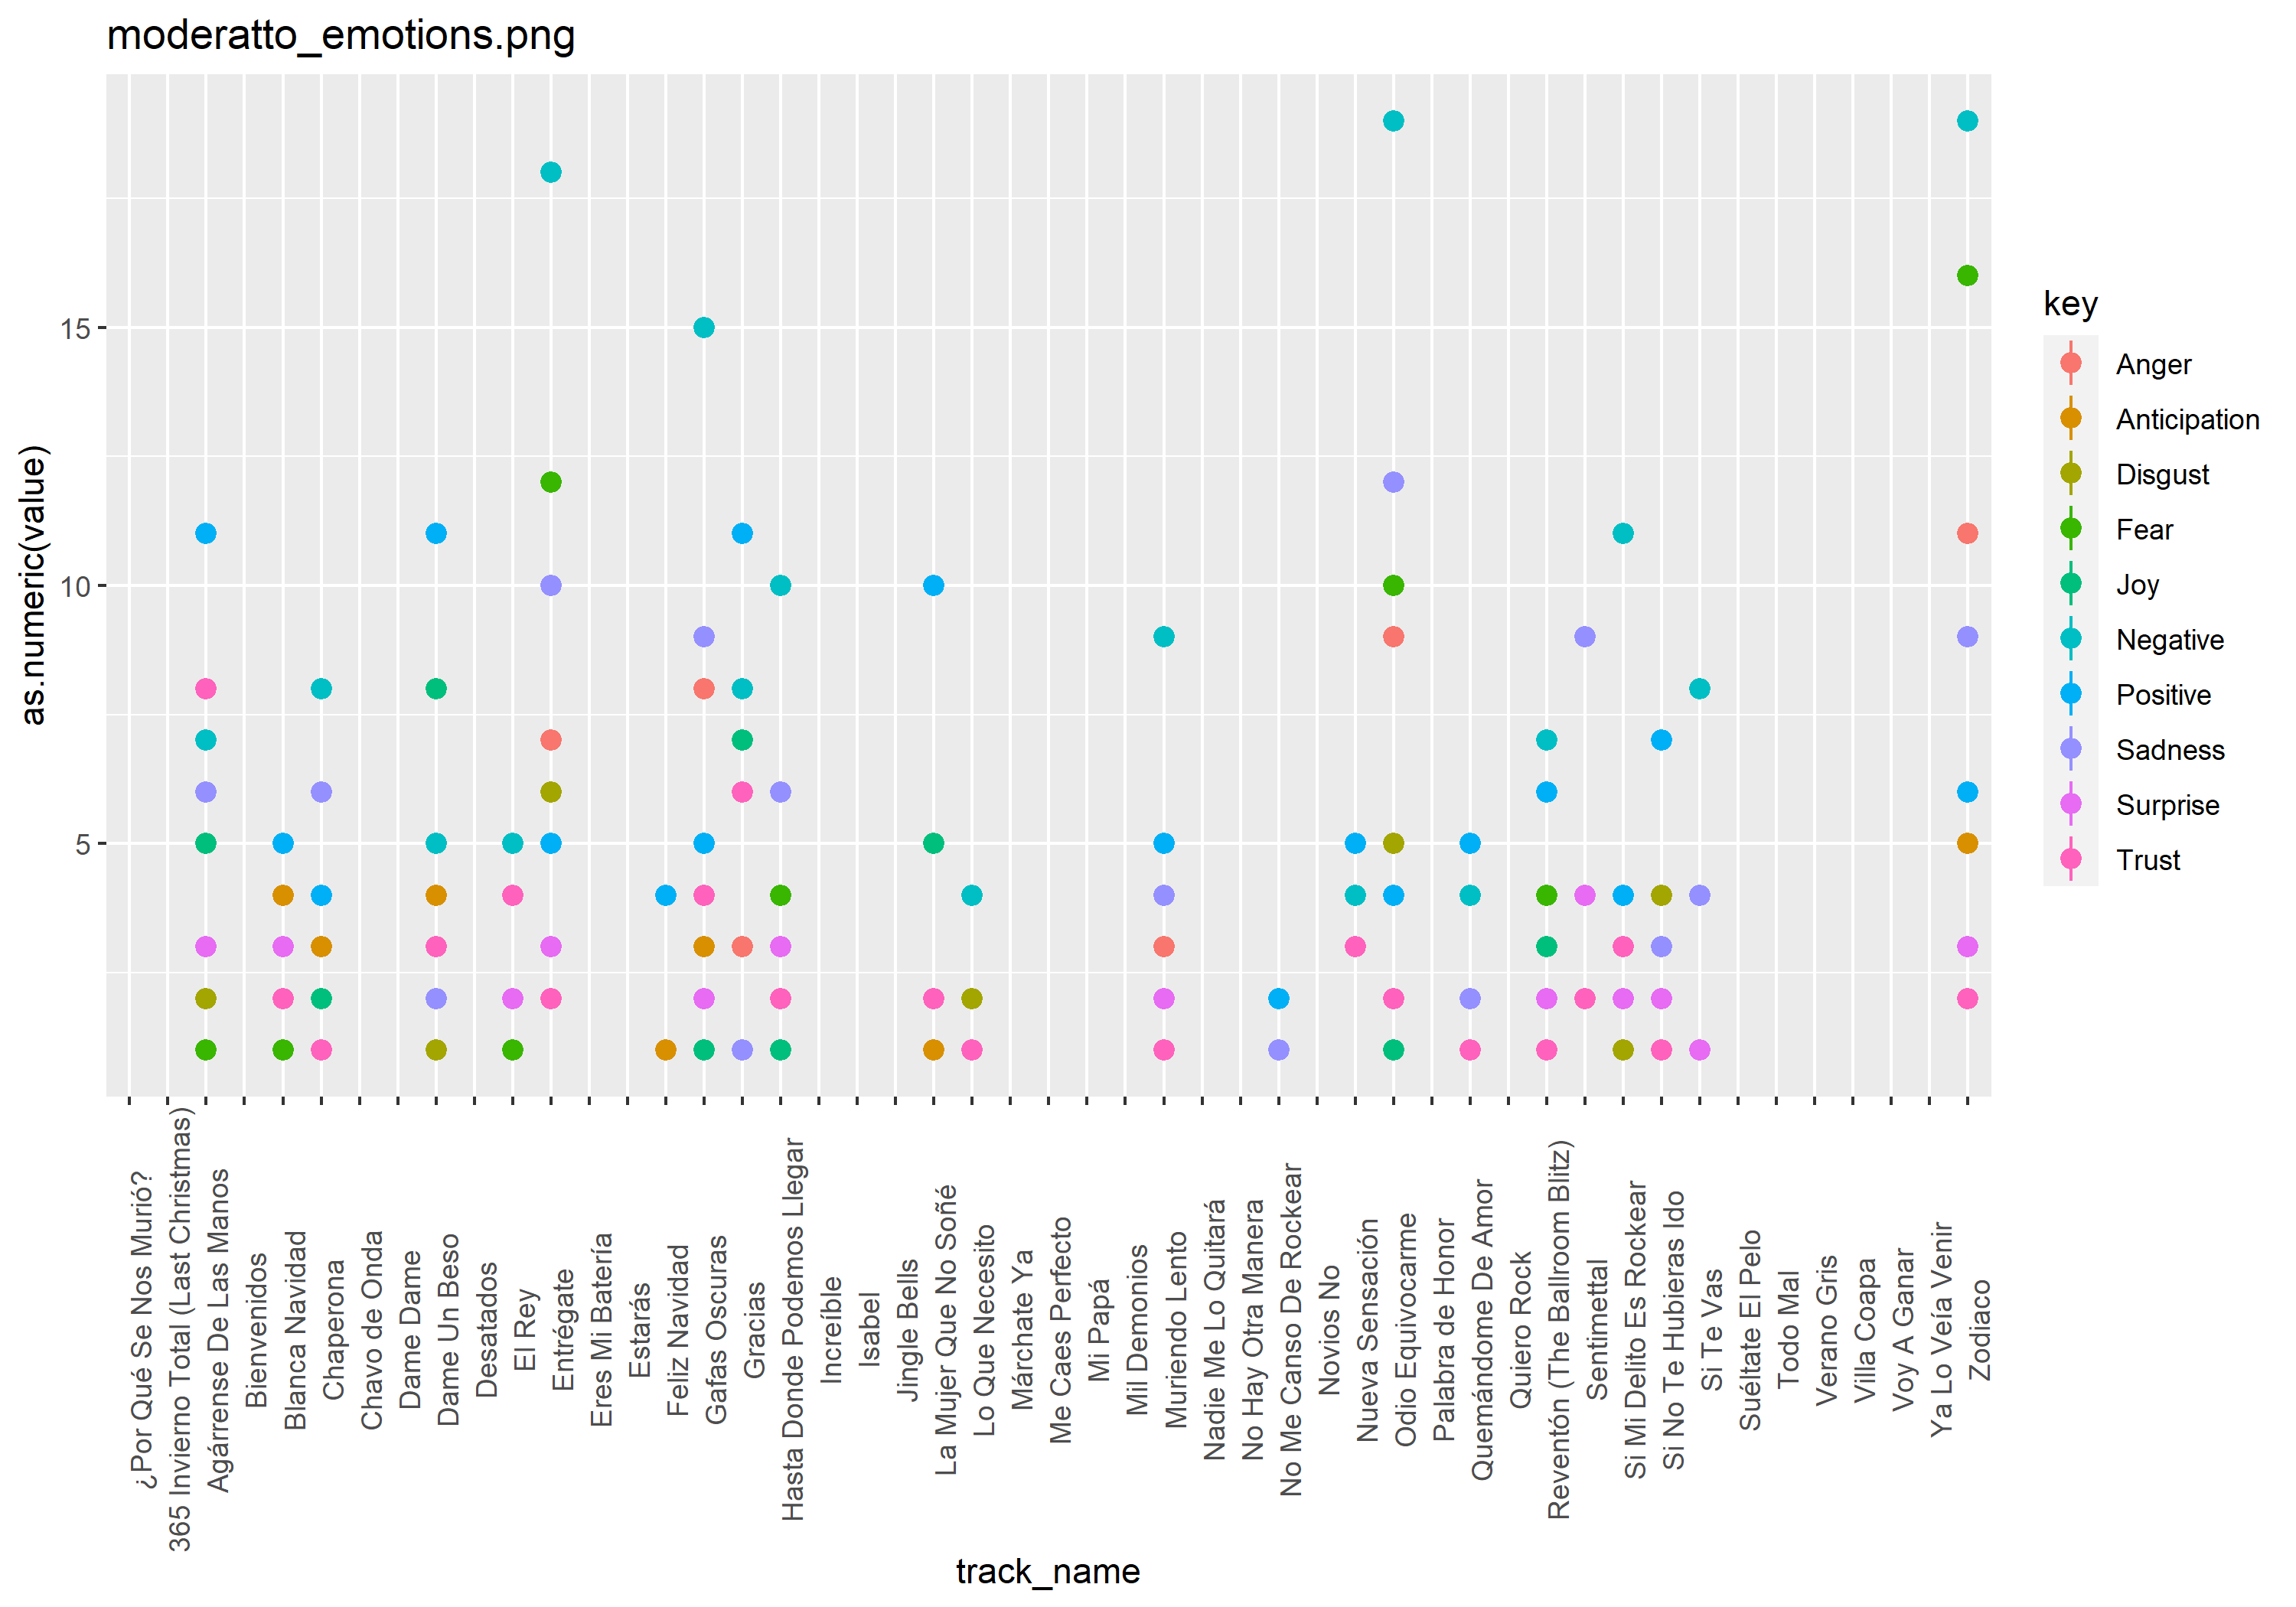 moderatto_emotions.png
as.numeric(value)
15
10
5
¿Por Qué Se Nos Murió?
365 Invierno Total (Last Christmas)
Agárrense De Las Manos
Bienvenidos
Blanca Navidad
Chaperona
Chavo de Onda
Dame Dame
Dame Un Beso
Desatados
El Rey
Entrégate
Eres Mi Batería
Estarás
Feliz Navidad
Gafas Oscuras
Gracias
Hasta Donde Podemos Llegar
Increíble
Isabel
Jingle Bells
La Mujer Que No Soñé
Lo Que Necesito
Márchate Ya
Me Caes Perfecto
Mi Papá
Mil Demonios
Muriendo Lento
Nadie Me Lo Quitará
No Hay Otra Manera
No Me Canso De Rockear
Novios No
Nueva Sensación
Odio Equivocarme
Palabra de Honor
Quemándome De Amor
Quiero Rock
Reventón (The Ballroom Blitz)
Sentimettal
Si Mi Delito Es Rockear
Si No Te Hubieras Ido
Si Te Vas
Suéltate El Pelo
Todo Mal
Verano Gris
Villa Coapa
Voy A Ganar
Ya Lo Veía Venir
Zodiaco
track_name
key
Anger
Anticipation
Disgust
Fear
Joy
Negative
Positive
Sadness
Surprise
Trust